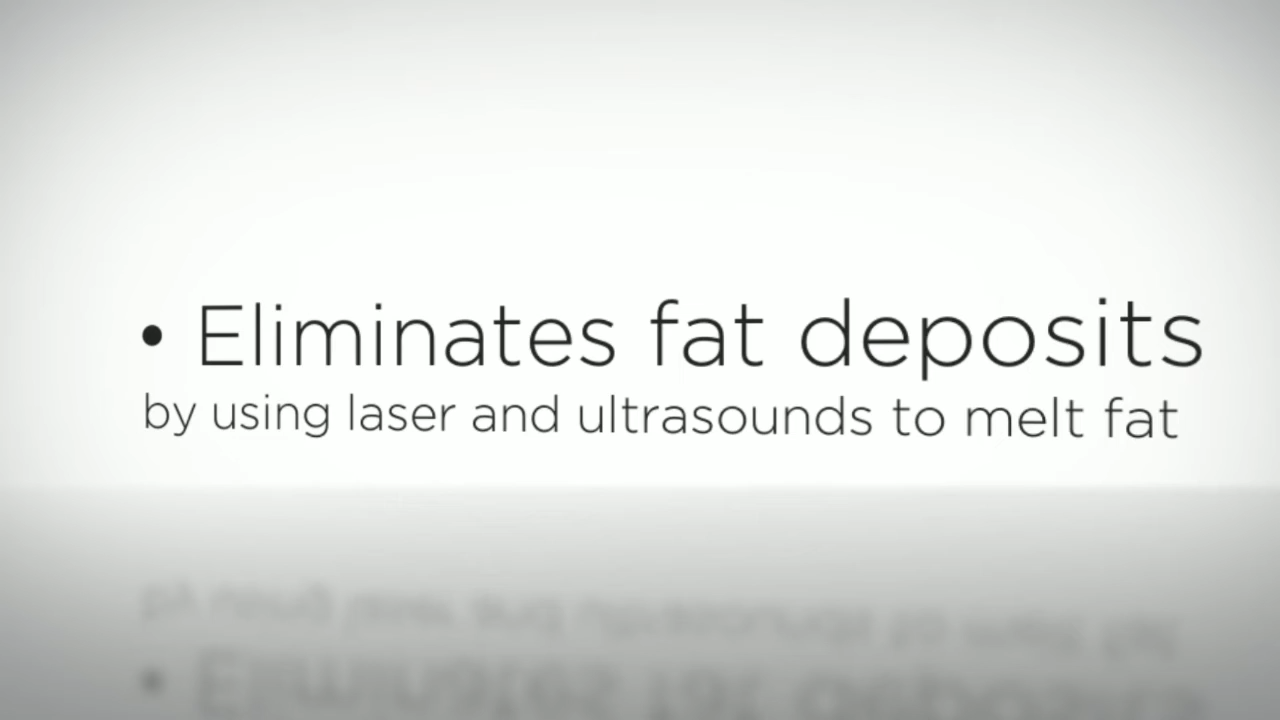 • Eliminates fat deposits
by using laser and ultrasounds to melt fat